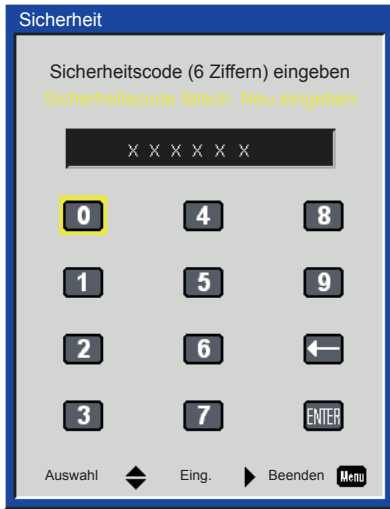 Sicherheit
Sicherheitscode (6 Ziffern) eingeben
Sicherheitscode falsch. Neu eingeben
X X X X X X
0 4 8
1 5 9
2 6
3 7 ENTER
Auswahl Eing. Beenden Menu